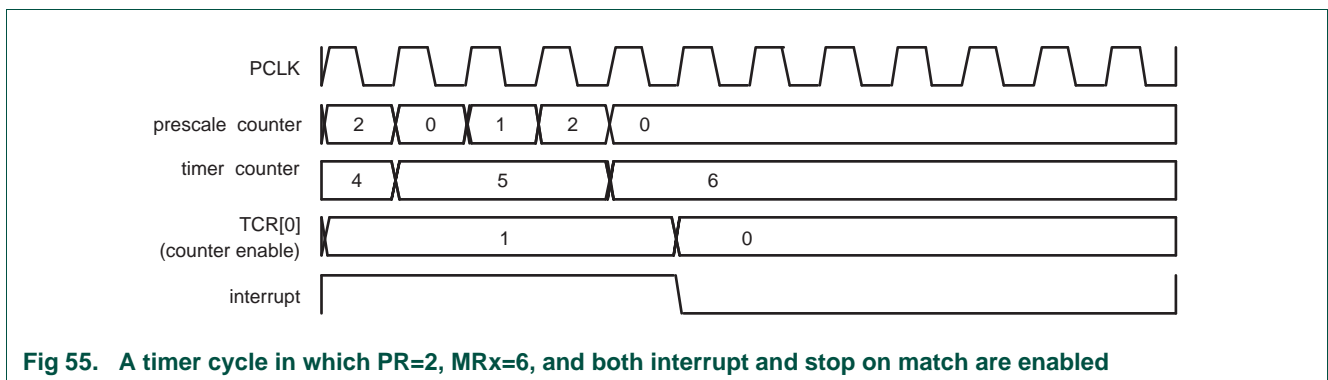 PCLK
prescale counter 2 0 1 2 0
timer counter 4 5 6
TCR[0]
(counter enable) 1 0
interrupt
Fig 55. A timer cycle in which PR=2, MRx=6, and both interrupt and stop on match are enabled